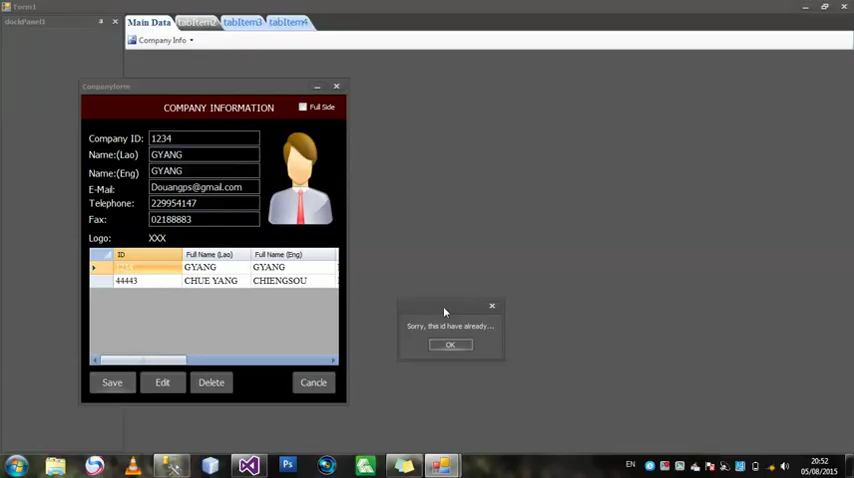 form1
dockPanel1
Main Data tabItem2 tabItem3 tabItem4
Company Info
Companyform
COMPANY INFORMATION Full Side
Company ID: 1234
Name:(Lao) GYANG
Name:(Eng) GYANG
E-Mail: Douangps@gmail.com
Telephone: 229954147
Fax: 02188883
Logo: XXX
ID Full Name (Lao) Full Name (Eng)
1234 GYANG GYANG
44443 CHUE YANG CHIENGSOU
Sorry, this id have already...
OK
Save Edit Delete Cancle
Ps
EN
20:52
05/08/2015